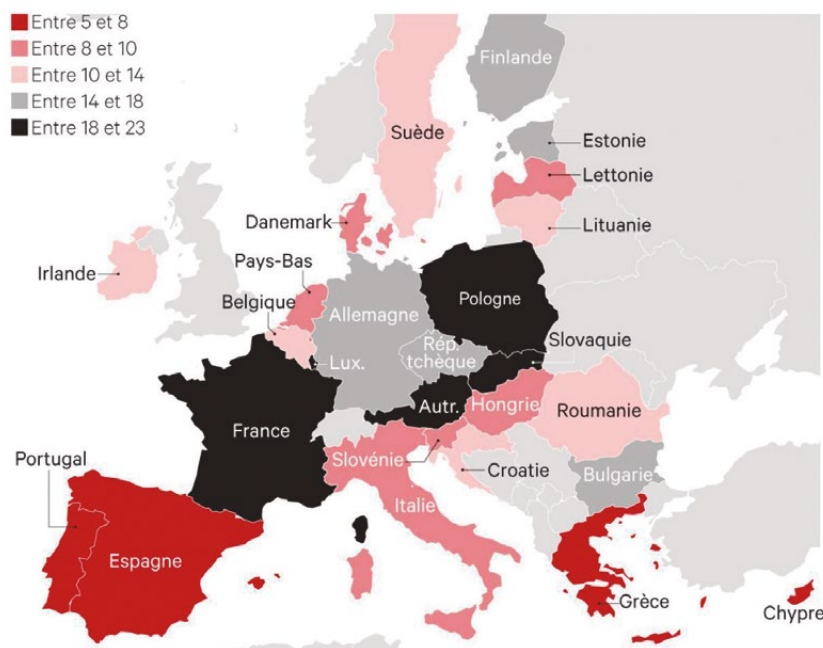 Entre 5 et 8
Entre 8 et 10
Entre 10 et 14
Entre 14 et 18
Entre 18 et 23
Finlande
Suède
Estonie
Lettonie
Danemark
Lituanie
Irlande
Pays-Bas
Belgique
Allemagne
Pologne
Slovaquie
Rép.
tchèque
Lux.
Autr.
Hongrie
Roumanie
France
Slovénie
Croatie
Portugal
Bulgarie
Italie
Espagne
Grèce
Chypre